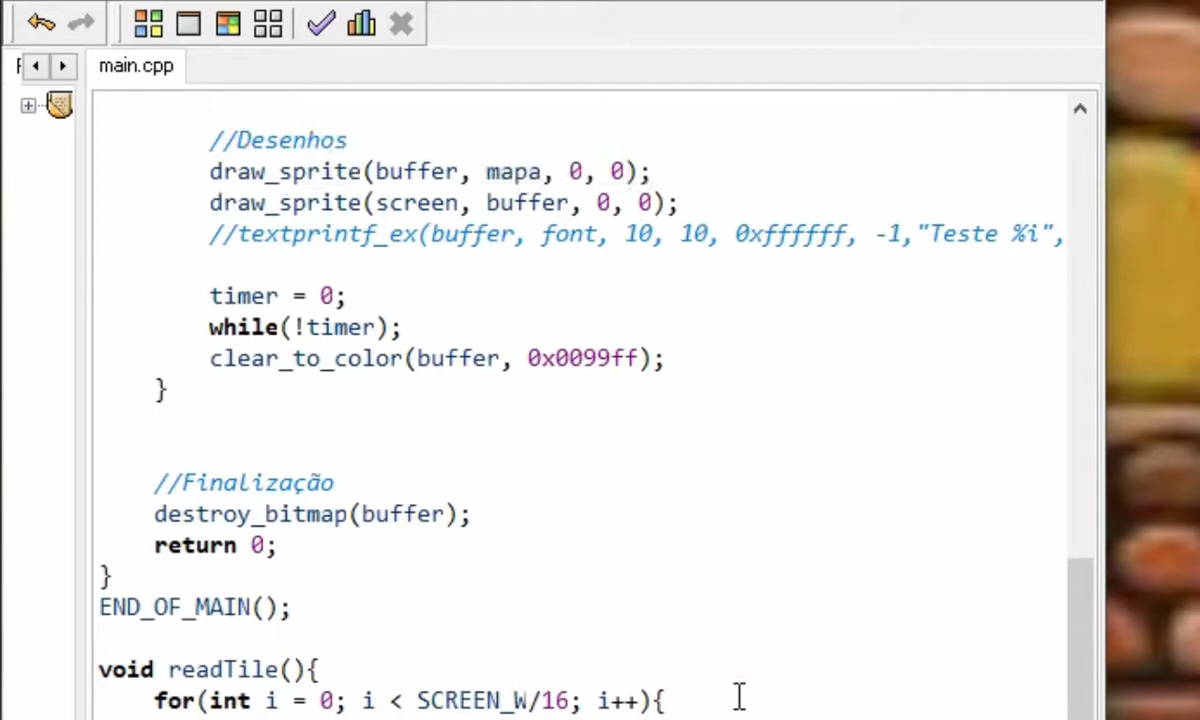 main.cpp
//Desenhos
draw_sprite(buffer, mapa, 0, 0);
draw_sprite(screen, buffer, 0, 0);
//textprintf_ex(buffer, font, 10, 10, 0xffffff, -1,"Teste %i",
timer = 0;
while(!timer);
clear_to_color(buffer, 0x0099ff);
}
//Finalização
destroy_bitmap(buffer);
return 0;
}
END_OF_MAIN();
void readTile(){
for(int i = 0; i < SCREEN_W/16; i++){